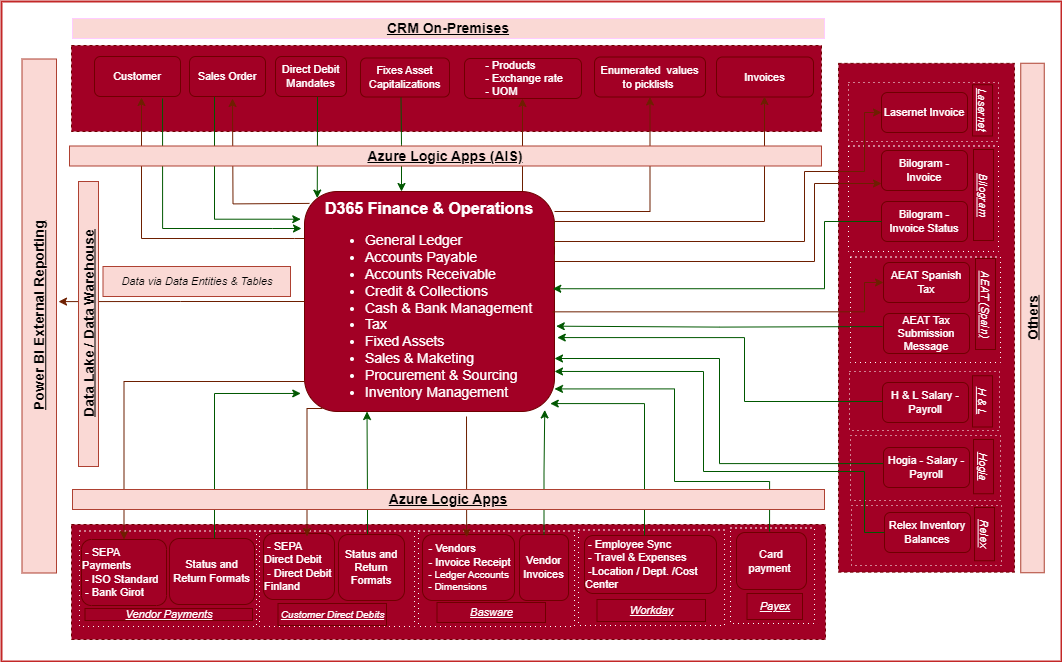 CRM On-Premises
Customer
Sales Order
Direct Debit
Mandates
Fixes Asset
Capitalizations
- Products
- Exchange rate
- UOM
Enumerated values
to picklists
Invoices
Azure Logic Apps (AIS)
Power BI External Reporting
Data Lake / Data Warehouse
Data via Data Entities & Tables
D365 Finance & Operations
• General Ledger
• Accounts Payable
• Accounts Receivable
• Credit & Collections
• Cash & Bank Management
• Tax
• Fixed Assets
• Sales & Maketing
• Procurement & Sourcing
• Inventory Management
Lasernet Invoice
Lasernet
Bilogram -
Invoice
Bilogram -
Invoice Status
Bilogram
AEAT Spanish
Tax
AEAT Tax
Submission
Message
AEAT (Spain)
H & L Salary -
Payroll
H & L
Hogia - Salary -
Payroll
Hogia
Relex Inventory
Balances
Relex
Others
Azure Logic Apps
- SEPA
Payments
- ISO Standard
- Bank Girot
Status and
Return Formats
Vendor Payments
- SEPA
Direct Debit
- Direct Debit
Finland
Status and
Return
Formats
Customer Direct Debits
- Vendors
- Invoice Receipt
- Ledger Accounts
- Dimensions
Vendor
Invoices
Basware
- Employee Sync
- Travel & Expenses
-Location / Dept. /Cost
Center
Workday
Card
payment
Payex